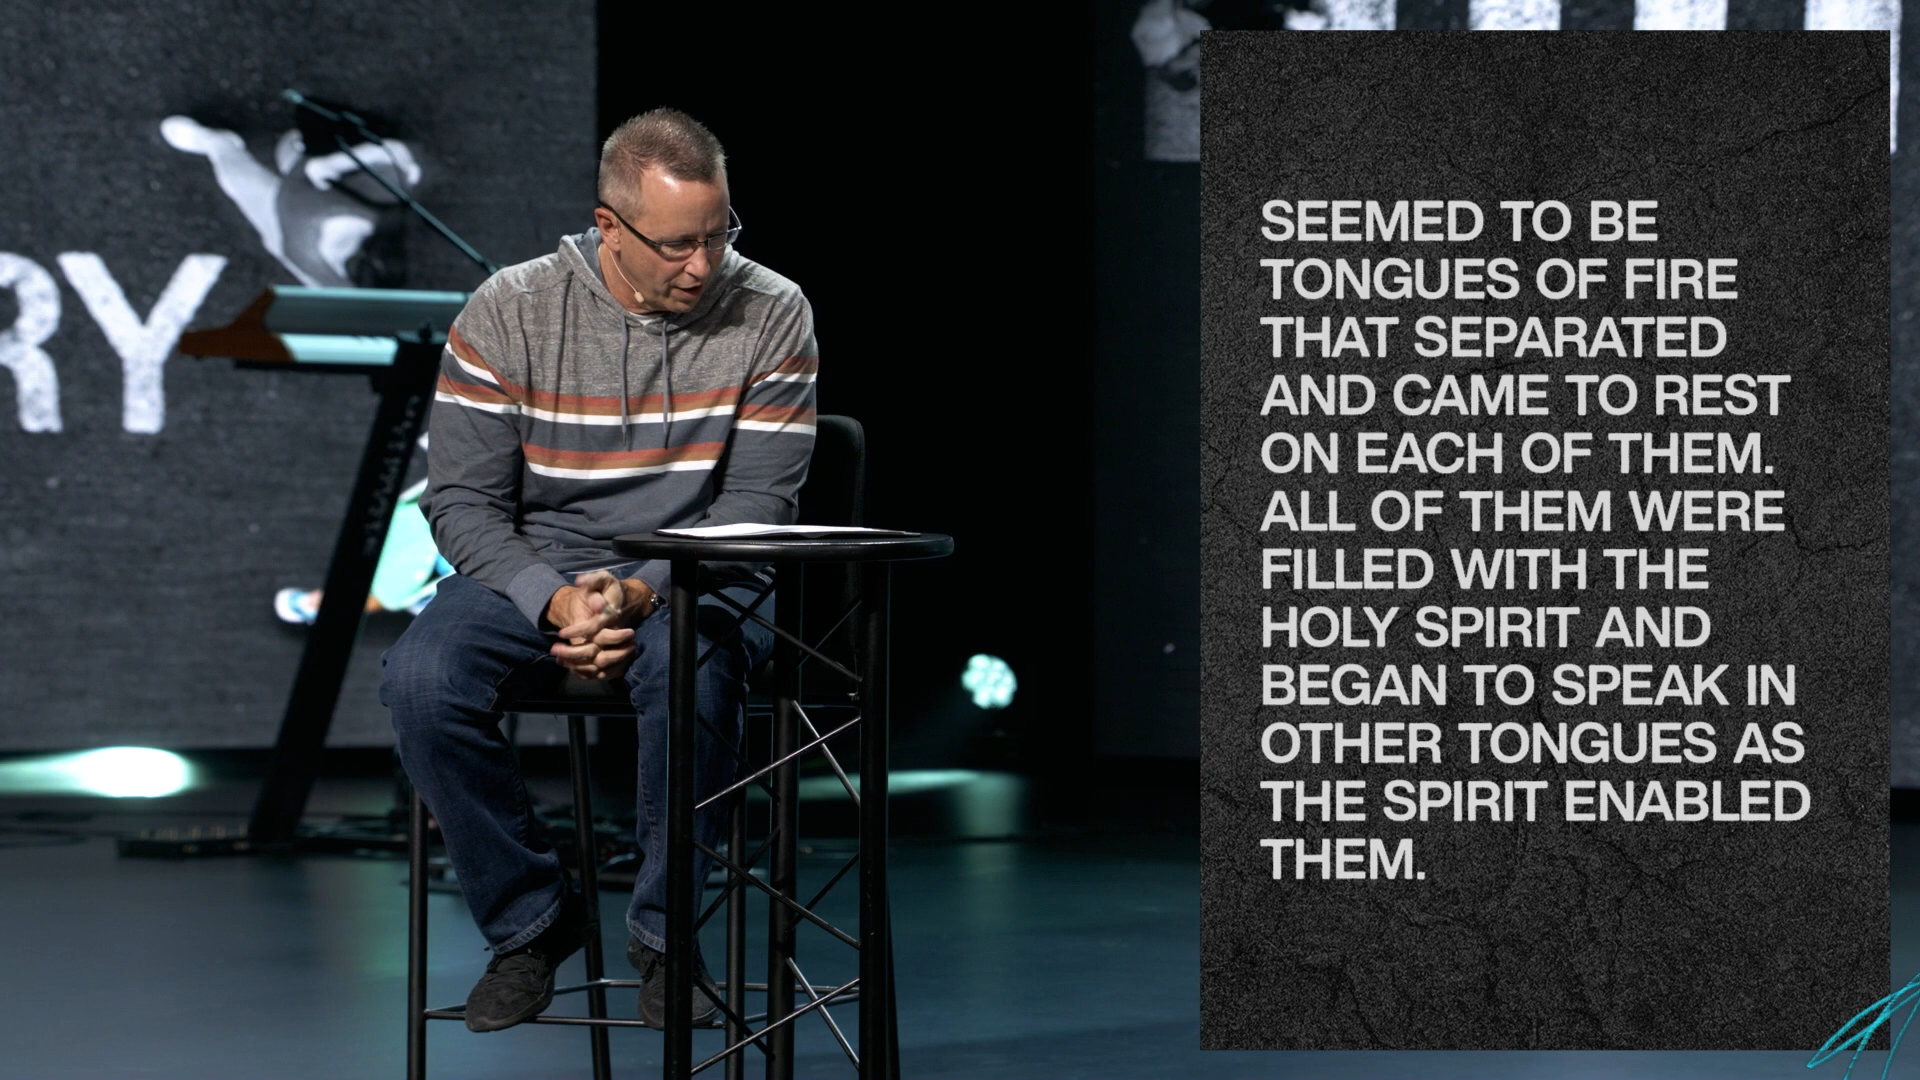 RY
SEEMED TO BE
TONGUES OF FIRE
THAT SEPARATED
AND CAME TO REST
ON EACH OF THEM.
ALL OF THEM WERE
FILLED WITH THE
HOLY SPIRIT AND
BEGAN TO SPEAK IN
OTHER TONGUES AS
THE SPIRIT ENABLED
THEM.